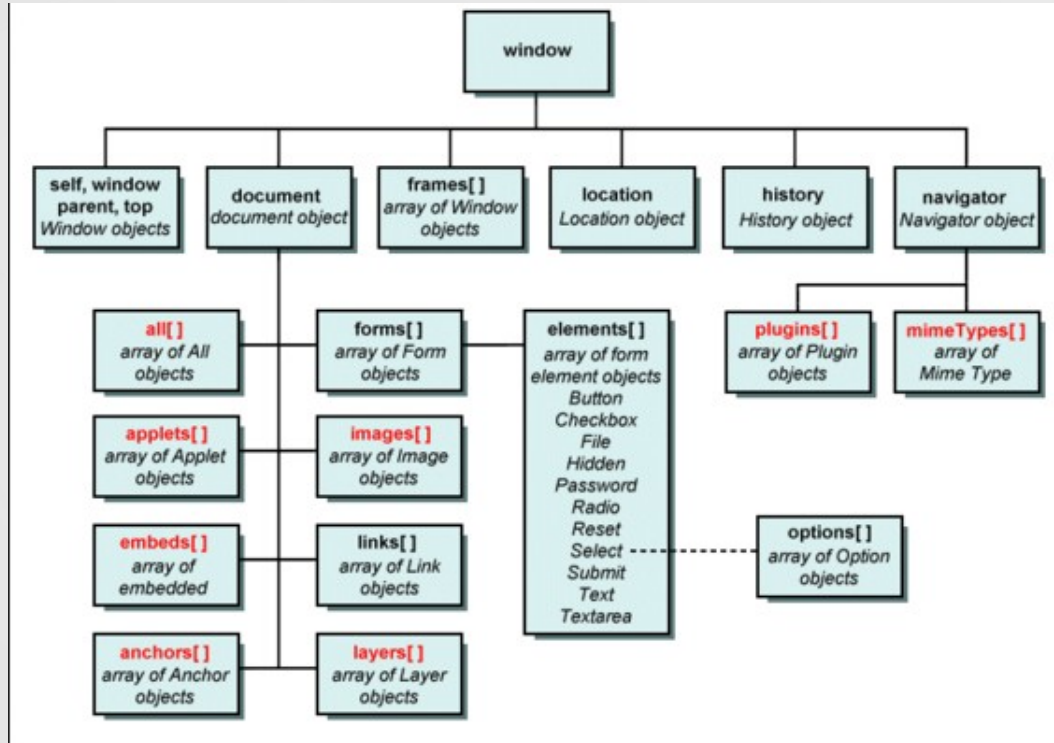 window
self, window
parent, top
Window objects
document
document object
frames[ ]
array of Window
objects
location
Location object
history
History object
navigator
Navigator object
all[ ]
array of All
objects
forms[ ]
array of Form
objects
elements[ ]
array of form
element objects
Button
Checkbox
File
Hidden
Password
Radio
Reset
Select
Submit
Text
Textarea
plugins[ ]
array of Plugin
objects
mimeTypes[ ]
array of
Mime Type
applets[ ]
array of Applet
objects
images[ ]
array of Image
objects
embeds[ ]
array of
embedded
links[ ]
array of Link
objects
options[ ]
array of Option
objects
anchors[ ]
array of Anchor
objects
layers[ ]
array of Layer
objects